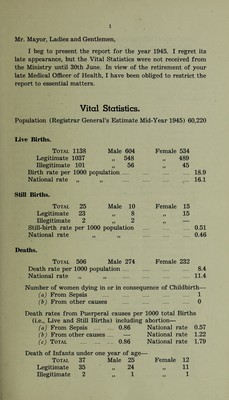 1
Mr. Mayor, Ladies and Gentlemen,
I beg to present the report for the year 1945. I regret its
late appearance, but the Vital Statistics were not received from
the Ministry until 30th June. In view of the retirement of your
late Medical Officer of Health, I have been obliged to restrict the
report to essential matters.
Vital Statistics.
Population (Registrar General's Estimate Mid-Year 1945) 60,220
Live Births.
Total 1138 Male 604 Female 534
Legitimate 1037 „ 548 „ 489
Illegitimate 101 „ 56 „ 45
Birth rate per 1000 population ... ... ... ... 18.9
National rate „ „ ... ... ... ... 16.1
Still Births.
Total 25 Male 10 Female 15
Legitimate 23 „ 8 „ 15
Illegitimate 2 „ 2 „ —
Still-birth rate per 1000 population ... ... ... 0.51
National rate „ „ ... ... ... 0.46
Deaths.
Total 506 Male 274 Female 232
Death rate per 1000 population ... ... ... ... 8.4
National rate „ „ ... ... ... ... 11.4
Number of women dying in or in consequence of Childbirth—
(a) From Sepsis ... ... ... ... 1
(b) From other causes ... ... ... ... 0
Death rates from Puerperal causes per 1000 total Births
(i.e., Live and Still Births) including abortion—
(a) From Sepsis ... ... 0.86 National rate 0.57
(b) From other causes ... — National rate 1.22
(c) Total ... ... 0.86 National rate 1.79
Death of Infants under one year of age—
Total 37 Male 25 Female 12
Legitimate 35 „ 24 „ 11
Illegitimate 2 „ 1 „ 1